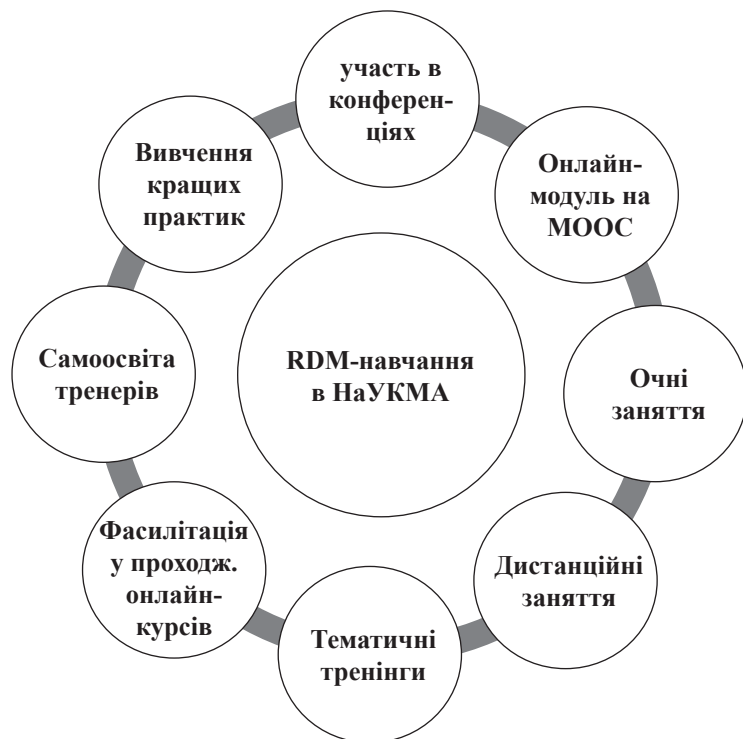 участь в
конферен-
ціях
Онлайн-
модуль на
МООС
Очні
заняття
Дистанційні
заняття
Тематичні
тренінги
Фасилітація
у проходж.
онлайн-
курсів
Самоосвіта
тренерів
Вивчення
кращих
практик
RDM-навчання
в НаУКМА